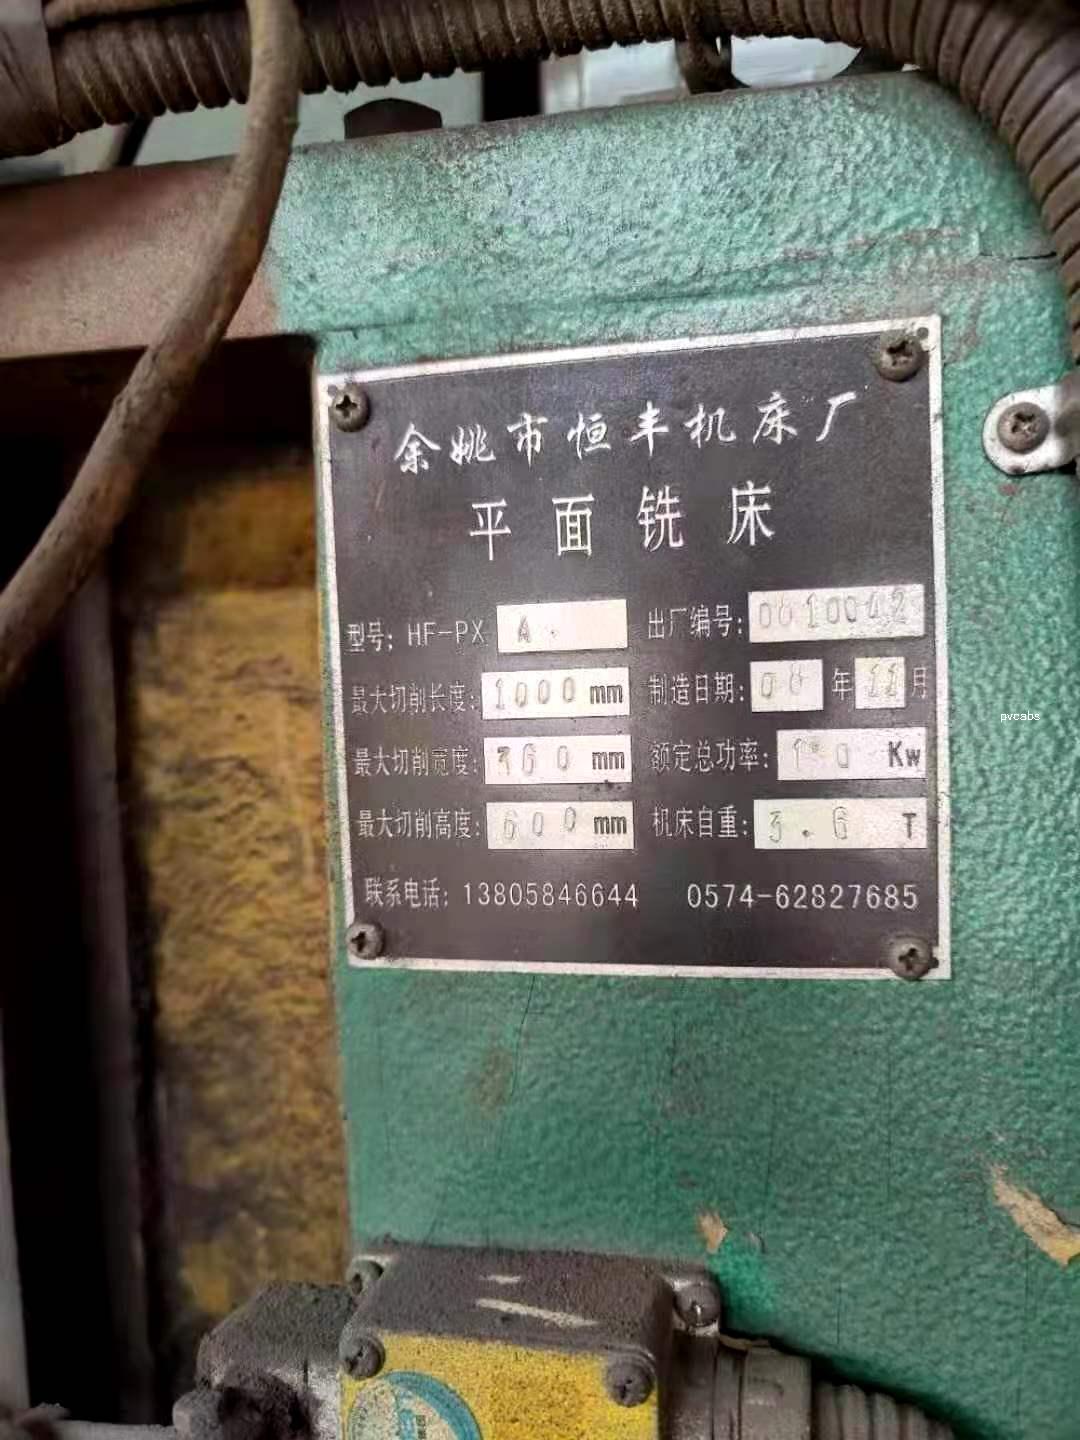 余姚市恒丰机床厂
平面铣床
型号: HF-PX A 出厂编号: 0610042
最大切削长度: 1000 mm 制造日期: 08 年 11 月
最大切削宽度: 360 mm 额定总功率: Kw
最大切削高度: 600 mm 机床自重: 3.6 T
联系电话: 13805846644 0574-62827685
pvcabs